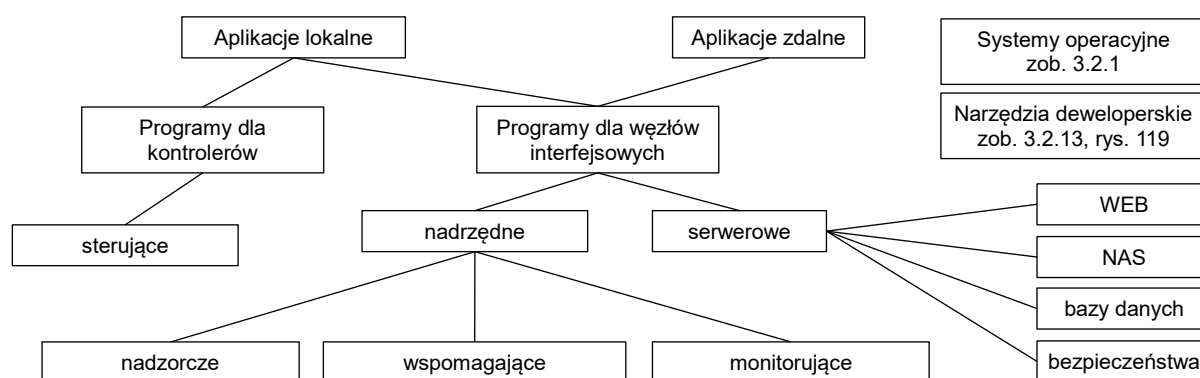 Aplikacje lokalne
Aplikacje zdalne
Systemy operacyjne
zob. 3.2.1
Programy dla
kontrolerów
Programy dla węzłów
interfejsowych
Narzędzia deweloperskie
zob. 3.2.13, rys. 119
sterujące
nadrzędne
serwerowe
WEB
NAS
bazy danych
bezpieczeństwa
nadzorcze
wspomagające
monitorujące